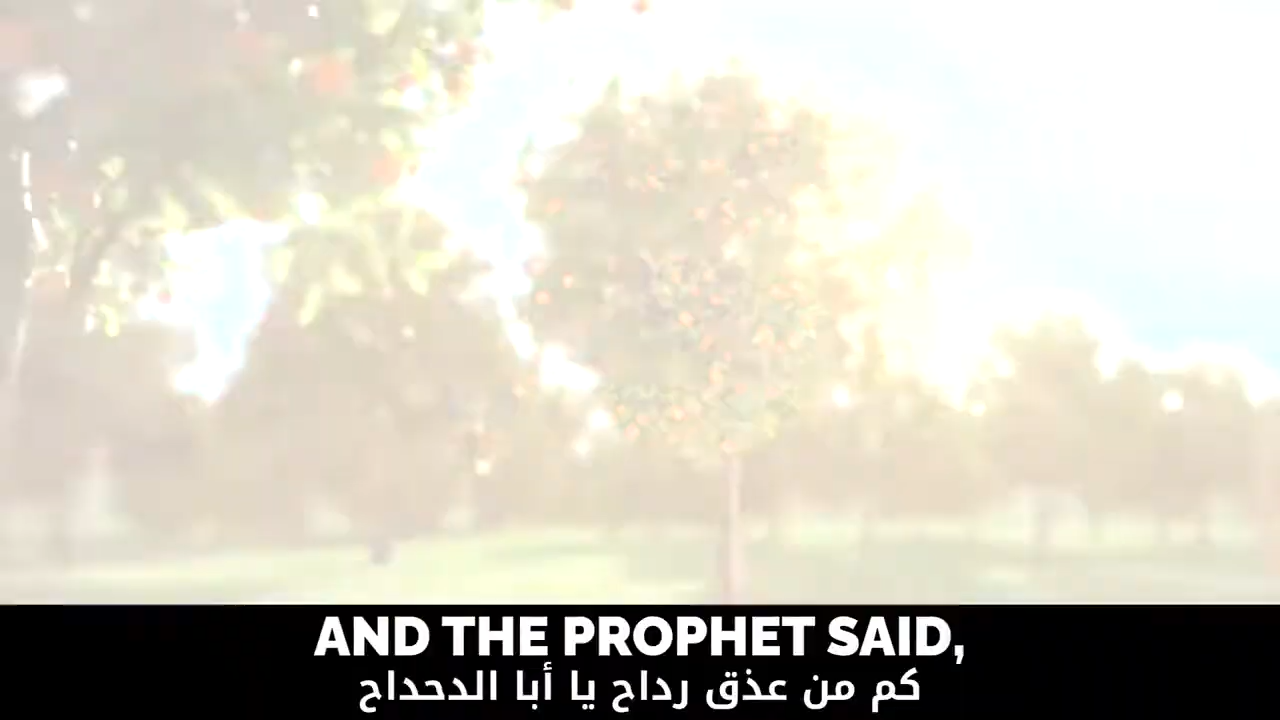 AND THE PROPHET SAID,
كم من عذق رداح يا أبا الدحداح